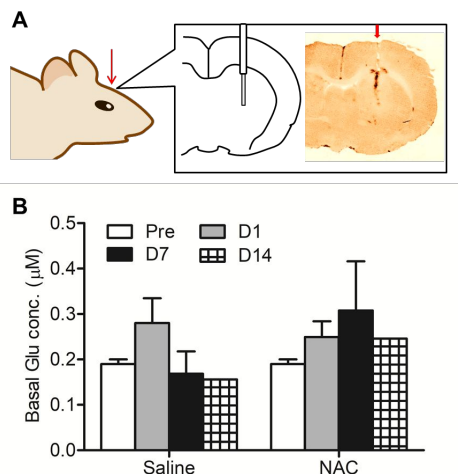 A
B
Pre
D1
D7
D14
Basal Glu conc. (µM)
0.5
0.4
0.3
0.2
0.1
0.0
Saline
NAC